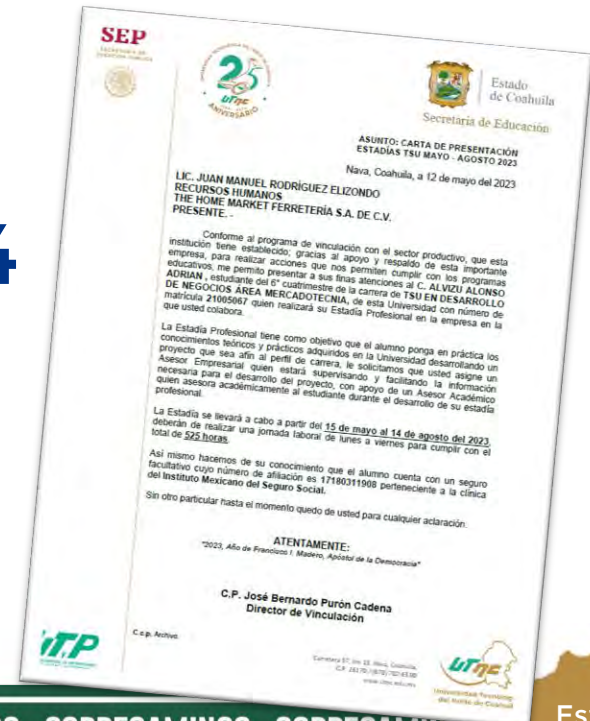 SEP
SECRETARÍA DE
EDUCACIÓN PÚBLICA
25
UTNC
ANIVERSARIO
Estado
de Coahuila
Secretaría de Educación
ASUNTO: CARTA DE PRESENTACIÓN
ESTADÍAS TSU MAYO - AGOSTO 2023
Nava, Coahuila, a 12 de mayo del 2023
LIC. JUAN MANUEL RODRÍGUEZ ELIZONDO
RECURSOS HUMANOS
THE HOME MARKET FERRETERÍA S.A. DE C.V.
PRESENTE. -
Conforme al programa de vinculación con el sector productivo, que esta
institución tiene establecido; gracias al apoyo y respaldo de esta importante
empresa, para realizar acciones que nos permiten cumplir con los programas
educativos, me permito presentar a sus finas atenciones al C. ALVIZU ALONSO
ADRIAN , estudiante del 6° cuatrimestre de la carrera de TSU EN DESARROLLO
DE NEGOCIOS ÁREA MERCADOTECNIA, de esta Universidad con número de
matrícula 21005067 quien realizará su Estadía Profesional en la empresa en la
que usted colabora.
La Estadía Profesional tiene como objetivo que el alumno ponga en práctica los
conocimientos teóricos y prácticos adquiridos en la Universidad desarrollando un
proyecto que sea afín al perfil de carrera, le solicitamos que usted asigne un
Asesor Empresarial quien estará supervisando y facilitando la información
necesaria para el desarrollo del proyecto, con apoyo de un Asesor Académico
quien asesora académicamente al estudiante durante el desarrollo de su estadía
profesional.
La Estadía se llevará a cabo a partir del 15 de mayo al 14 de agosto del 2023,
deberán de realizar una jornada laboral de lunes a viernes para cumplir con el
total de 525 horas.
Así mismo hacemos de su conocimiento que el alumno cuenta con un seguro
facultativo cuyo número de afiliación es 17180311908 perteneciente a la clínica
del Instituto Mexicano del Seguro Social.
Sin otro particular hasta el momento quedo de usted para cualquier aclaración.
ATENTAMENTE:
"2023, Año de Francisco I. Madero, Apóstol de la Democracia"
C.P. José Bernardo Purón Cadena
Director de Vinculación
C.c.p. Archivo.
UTP
utnc
Universidad Tecnológica
del Norte de Coahuila
4
Es